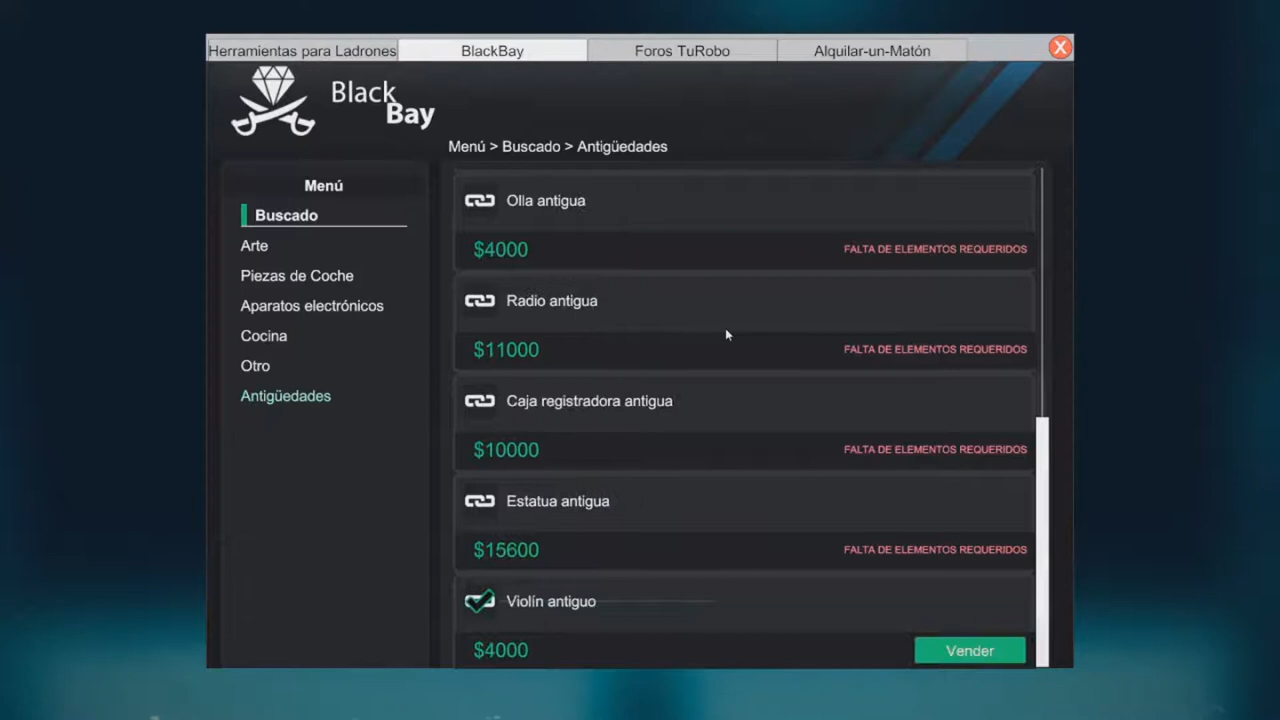 Herramientas para Ladrones
BlackBay
Foros TuRobo
Alquilar-un-Matón
X
Black
Bay
Menú > Buscado > Antigüedades
Menú
Buscado
Arte
Piezas de Coche
Aparatos electrónicos
Cocina
Otro
Antigüedades
Olla antigua
$4000
FALTA DE ELEMENTOS REQUERIDOS
Radio antigua
$11000
FALTA DE ELEMENTOS REQUERIDOS
Caja registradora antigua
$10000
FALTA DE ELEMENTOS REQUERIDOS
Estatua antigua
$15600
FALTA DE ELEMENTOS REQUERIDOS
Violín antiguo
$4000
Vender